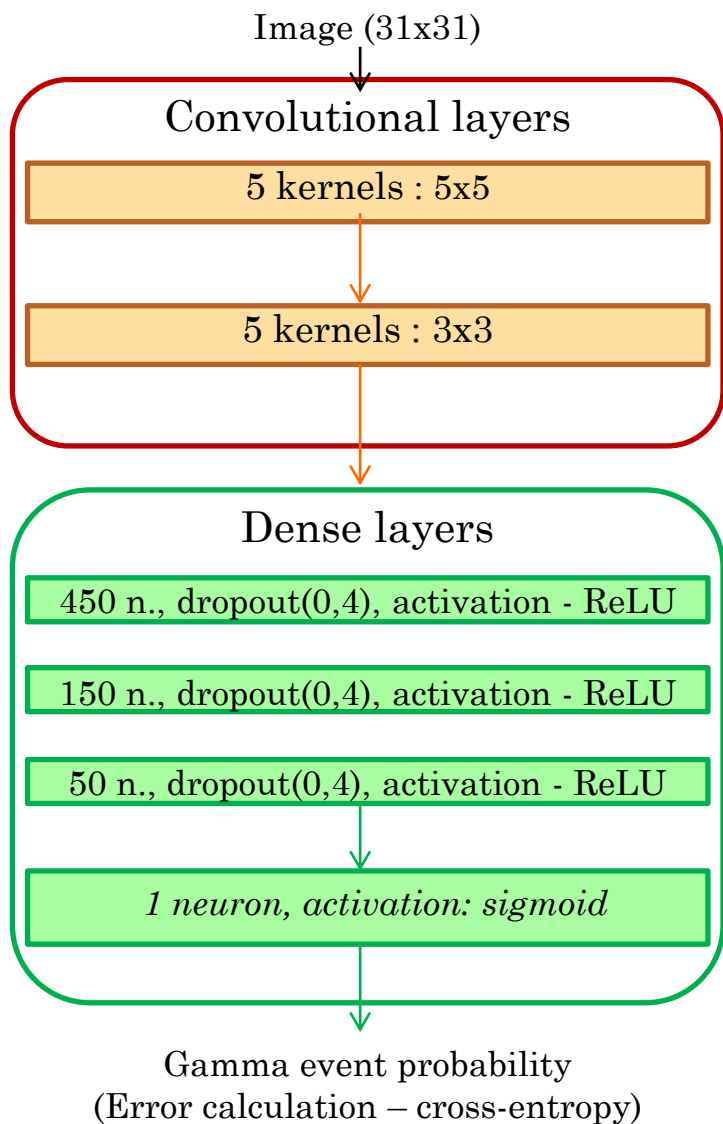 Image (31x31)
Convolutional layers
5 kernels : 5x5
5 kernels : 3x3
Dense layers
450 n., dropout(0,4), activation - ReLU
150 n., dropout(0,4), activation - ReLU
50 n., dropout(0,4), activation - ReLU
1 neuron, activation: sigmoid
Gamma event probability
(Error calculation – cross-entropy)